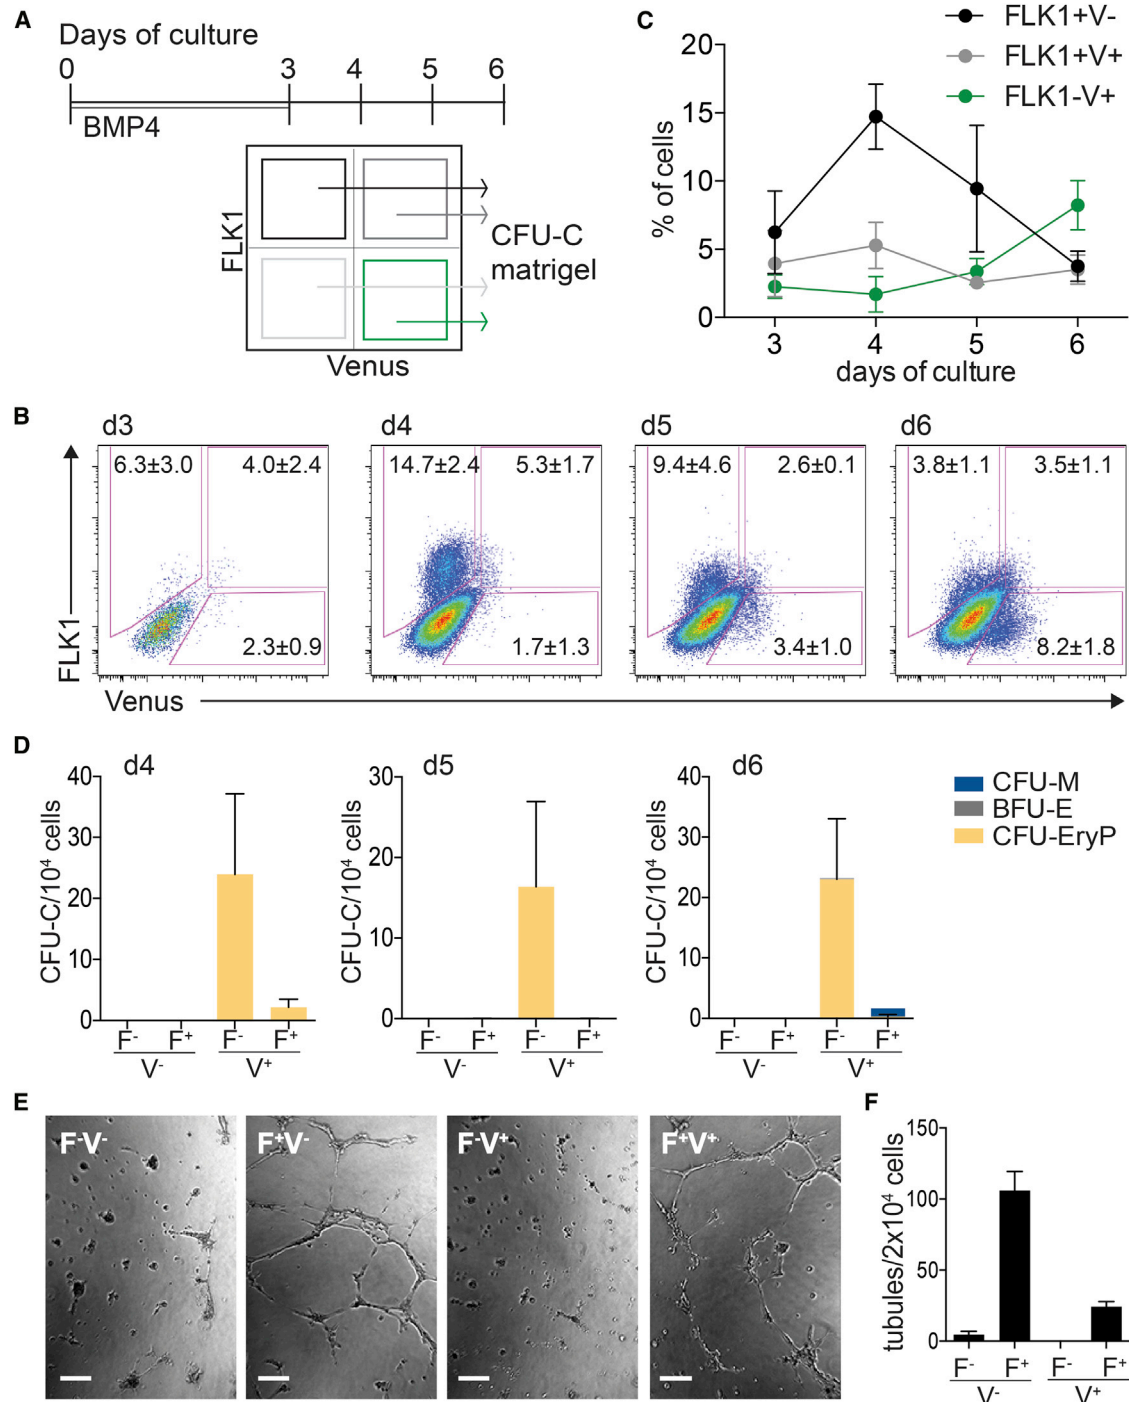 A
Days of culture
0 3 4 5 6
BMP4
FLK1
Venus
CFU-C
matrigel
C
FLK1+V-
FLK1+V+
FLK1-V+
% of cells
20
15
10
5
0
3 4 5 6
days of culture
B
d3 d4 d5 d6
6.3±3.0 4.0±2.4 14.7±2.4 5.3±1.7 9.4±4.6 2.6±0.1 3.8±1.1 3.5±1.1
2.3±0.9 1.7±1.3 3.4±1.0 8.2±1.8
FLK1
Venus
D
d4
CFU-C/10⁴ cells
40
30
20
10
0
F⁻ F⁺ F⁻ F⁺
V⁻ V⁺
d5
CFU-C/10⁴ cells
30
20
10
0
F⁻ F⁺ F⁻ F⁺
V⁻ V⁺
d6
CFU-C/10⁴ cells
40
30
20
10
0
F⁻ F⁺ F⁻ F⁺
V⁻ V⁺
CFU-M
BFU-E
CFU-EryP
E
F⁻V⁻ F⁺V⁻ F⁻V⁺ F⁺V⁺
F
tubules/2x10⁴ cells
150
100
50
0
F⁻ F⁺ F⁻ F⁺
V⁻ V⁺